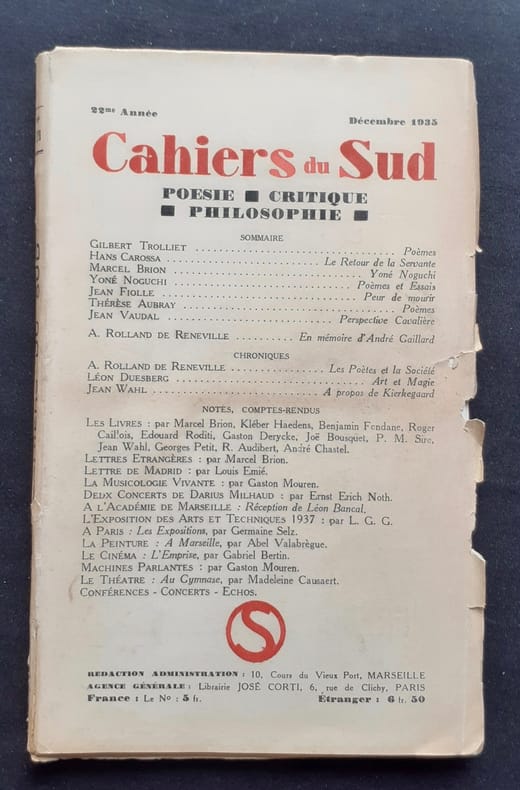 22me Année
Décembre 1935
Cahiers du Sud
POESIE ■ CRITIQUE
■ PHILOSOPHIE ■
SOMMAIRE
GILBERT TROLLIET .......... Poèmes
HANS CAROSSA .......... Le Retour de la Servante
MARCEL BRION .......... Yoné Noguchi
YONÉ NOGUCHI .......... Poèmes et Essais
JEAN FIOLLE .......... Peur de mourir
THÉRÈSE AUBRAY .......... Poèmes
JEAN VAUDAL .......... Perspective Cavalière
A. ROLLAND DE RENEVILLE .......... En mémoire d'André Gaillard
CHRONIQUES
A. ROLLAND DE RENEVILLE .......... Les Poètes et la Société
LÉON DUESBERG .......... Art et Magie
JEAN WAHL .......... A propos de Kierkegaard
NOTES, COMPTES-RENDUS
LES LIVRES : par Marcel Brion, Kléber Haedens, Benjamin Fondane, Roger
Caillois, Edouard Roditi, Gaston Derycke, Joë Bousquet, P. M. Sire,
Jean Wahl, Georges Petit, R. Audibert, André Chastel.
LETTRES ETRANGÈRES : par Marcel Brion.
LETTRE DE MADRID : par Louis Emié.
LA MUSICOLOGIE VIVANTE : par Gaston Mouren.
DEUX CONCERTS DE DARIUS MILHAUD : par Ernst Erich Noth.
A L'ACADÉMIE DE MARSEILLE : Réception de Léon Bancal.
L'EXPOSITION DES ARTS ET TECHNIQUES 1937 : par L. G. G.
A PARIS : Les Expositions, par Germaine Selz.
LA PEINTURE : A Marseille, par Abel Valabrègue.
LE CINÉMA : L'Emprise, par Gabriel Bertin.
MACHINES PARLANTES : par Gaston Mouren.
LE THÉATRE : Au Gymnase, par Madeleine Causaert.
CONFÉRENCES - CONCERTS - ECHOS.
S
REDACTION ADMINISTRATION : 10, Cours du Vieux Port, MARSEILLE
AGENCE GÉNÉRALE : Librairie JOSÉ CORTI, 6, rue de Clichy, PARIS
France : Le No : 5 fr. Étranger : 6 fr. 50